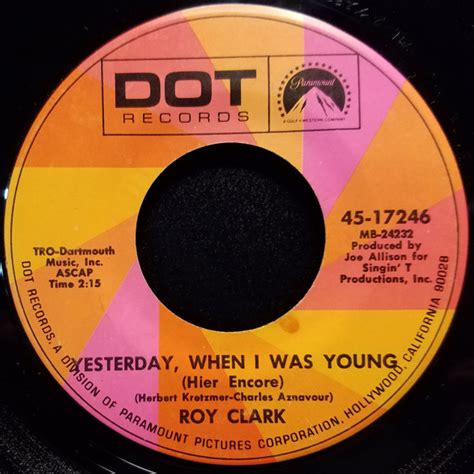 DOT
RECORDS
Paramount
A GULF + WESTERN COMPANY
45-17246
MB-24232
Produced by
Joe Allison for
Singin' T
Productions, Inc.
TRO-Dartmouth
Music, Inc.
ASCAP
Time 2:15
YESTERDAY, WHEN I WAS YOUNG
(Hier Encore)
(Herbert Kretzmer-Charles Aznavour)
ROY CLARK
DOT RECORDS, A DIVISION OF PARAMOUNT PICTURES CORPORATION, HOLLYWOOD, CALIFORNIA 90028